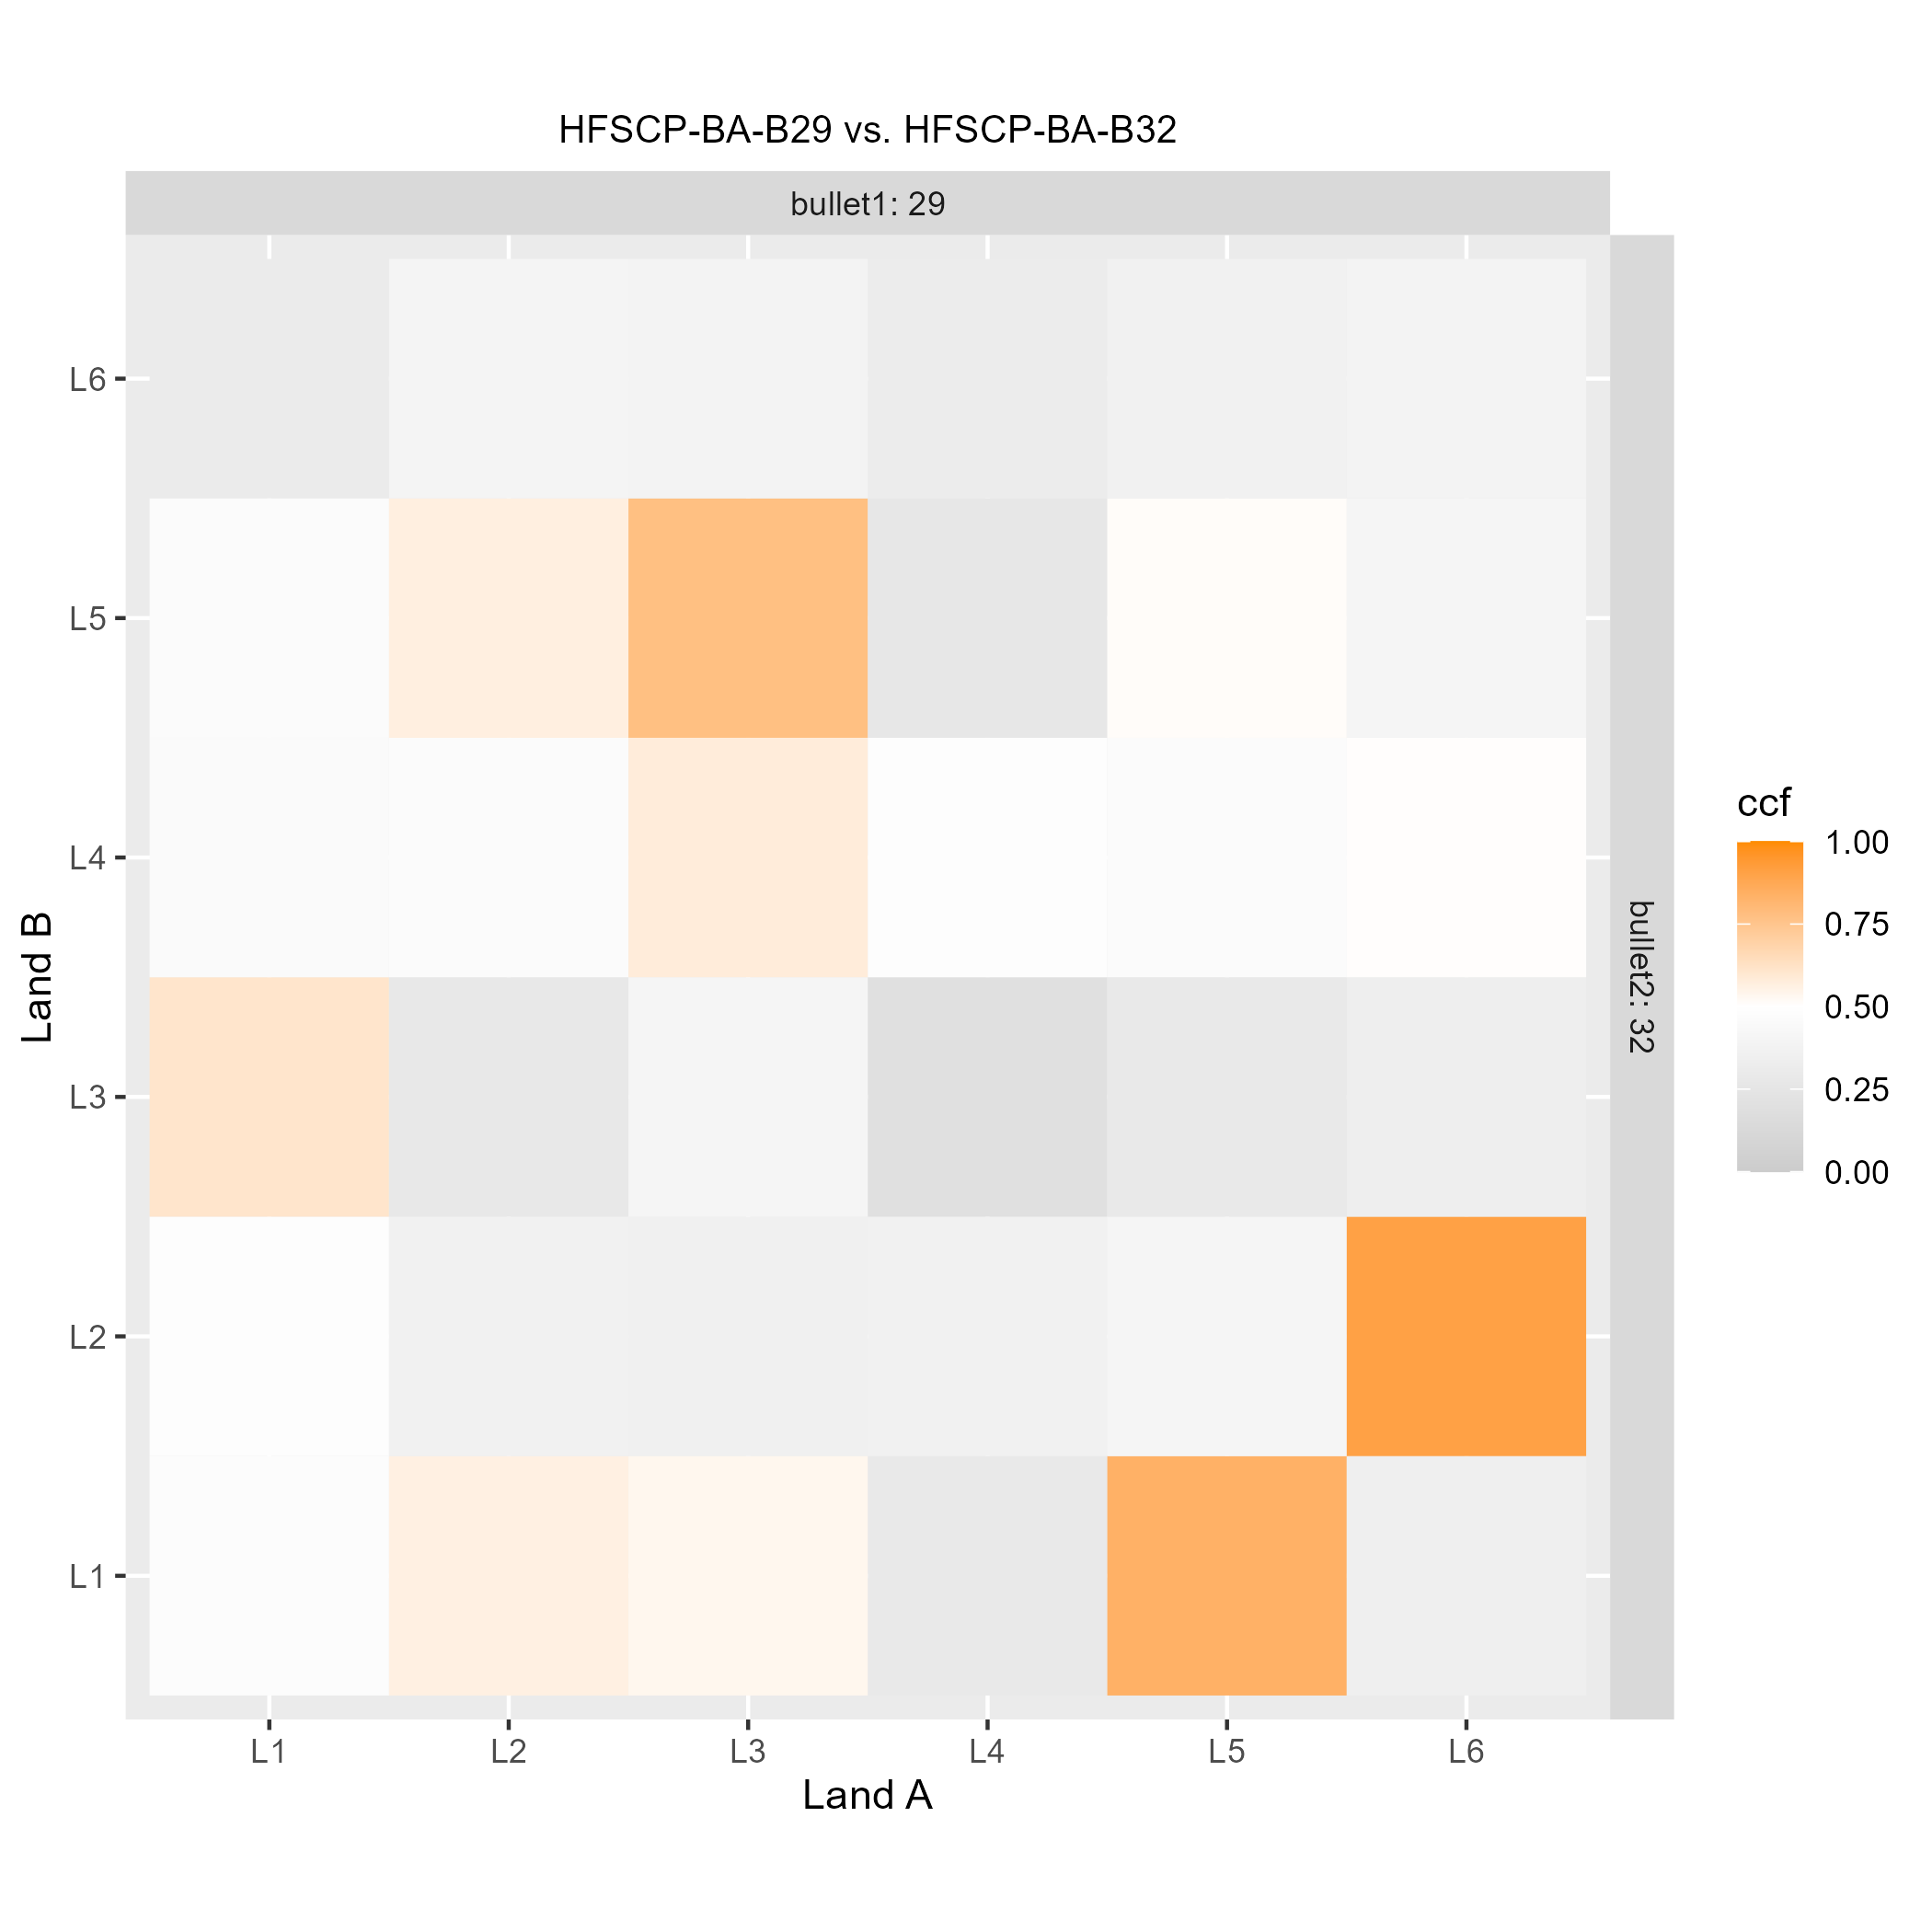 HFSCP-BA-B29 vs. HFSCP-BA-B32
bullet1: 29
L6
L5
L4
L3
L2
L1
Land B
bullet2: 32
ccf
1.00
0.75
0.50
0.25
0.00
L1 L2 L3 L4 L5 L6
Land A